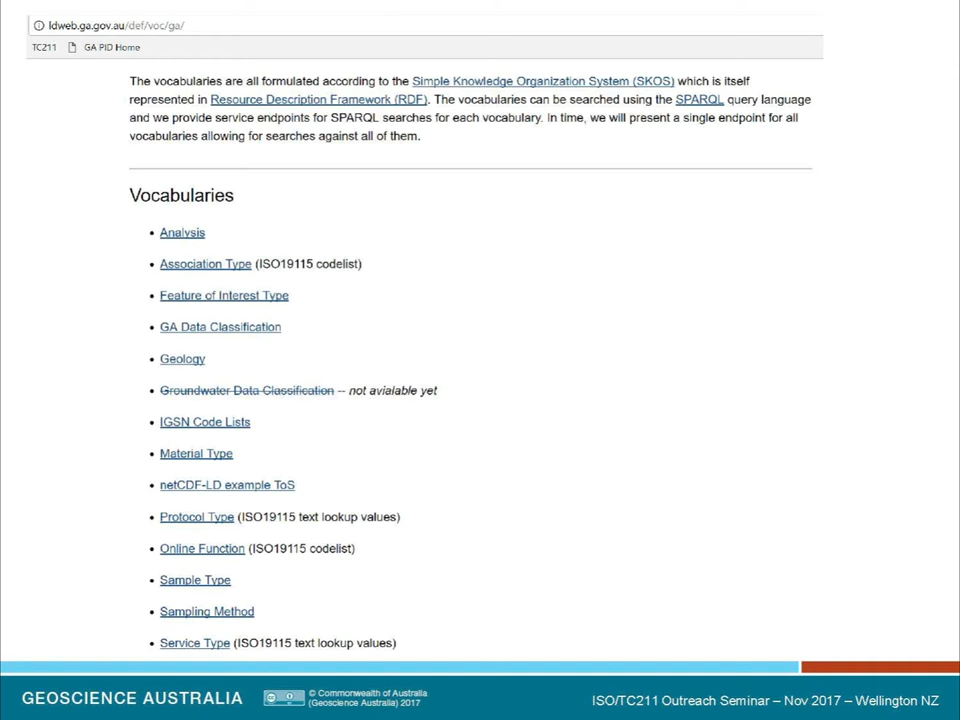 ldweb.ga.gov.au/def/voc/ga/
TC211 GA PID Home
The vocabularies are all formulated according to the Simple Knowledge Organization System (SKOS) which is itself
represented in Resource Description Framework (RDF). The vocabularies can be searched using the SPARQL query language
and we provide service endpoints for SPARQL searches for each vocabulary. In time, we will present a single endpoint for all
vocabularies allowing for searches against all of them.
Vocabularies
• Analysis
• Association Type (ISO19115 codelist)
• Feature of Interest Type
• GA Data Classification
• Geology
• Groundwater Data Classification -- not avialable yet
• IGSN Code Lists
• Material Type
• netCDF-LD example ToS
• Protocol Type (ISO19115 text lookup values)
• Online Function (ISO19115 codelist)
• Sample Type
• Sampling Method
• Service Type (ISO19115 text lookup values)
GEOSCIENCE AUSTRALIA
© Commonwealth of Australia
(Geoscience Australia) 2017
ISO/TC211 Outreach Seminar – Nov 2017 – Wellington NZ